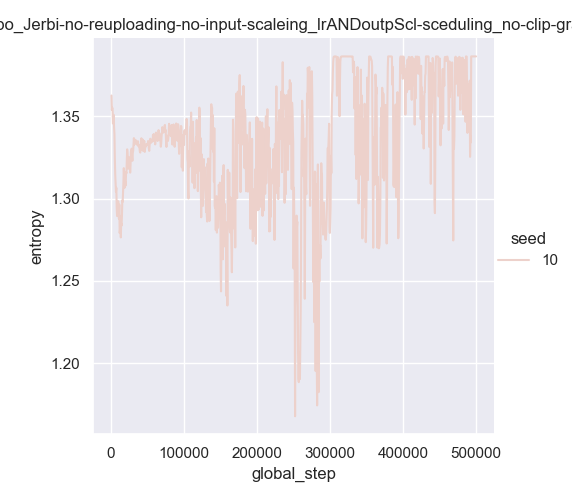 _Jerbi-no-reuploading-no-input-scaleing_lrANDoutpScl-sceduling_no-clip-gr
1.35
1.30
1.25
1.20
entropy
0
100000
200000
300000
400000
500000
global_step
seed
10